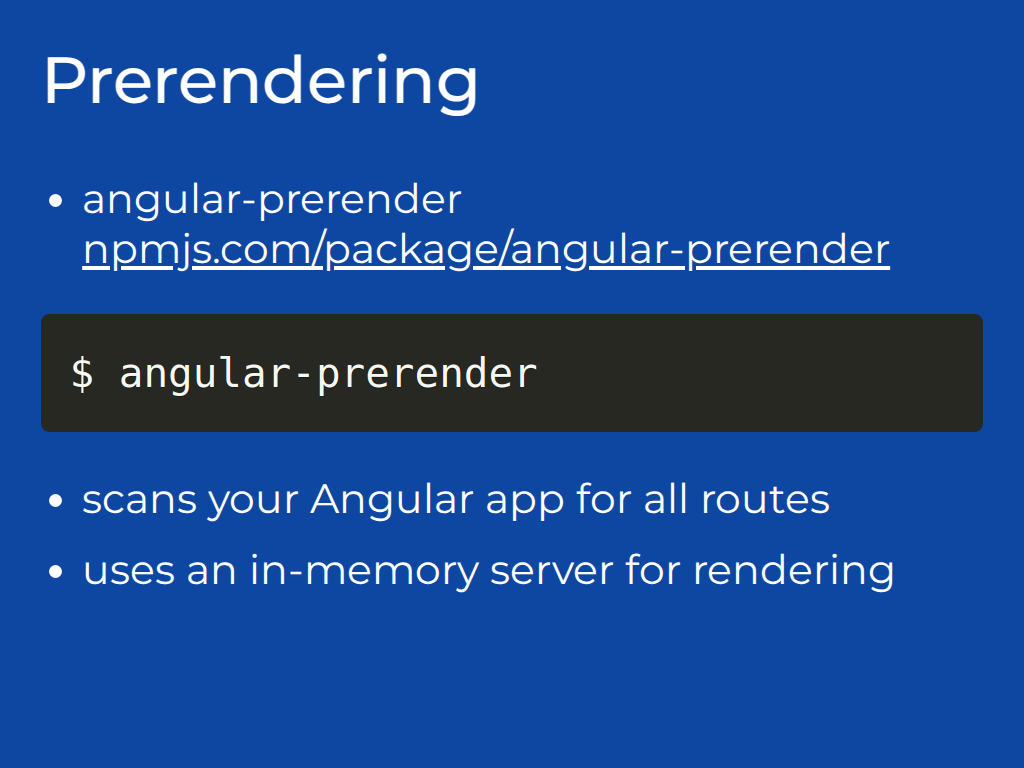 Prerendering
• angular-prerender
npmjs.com/package/angular-prerender
$ angular-prerender
• scans your Angular app for all routes
• uses an in-memory server for rendering